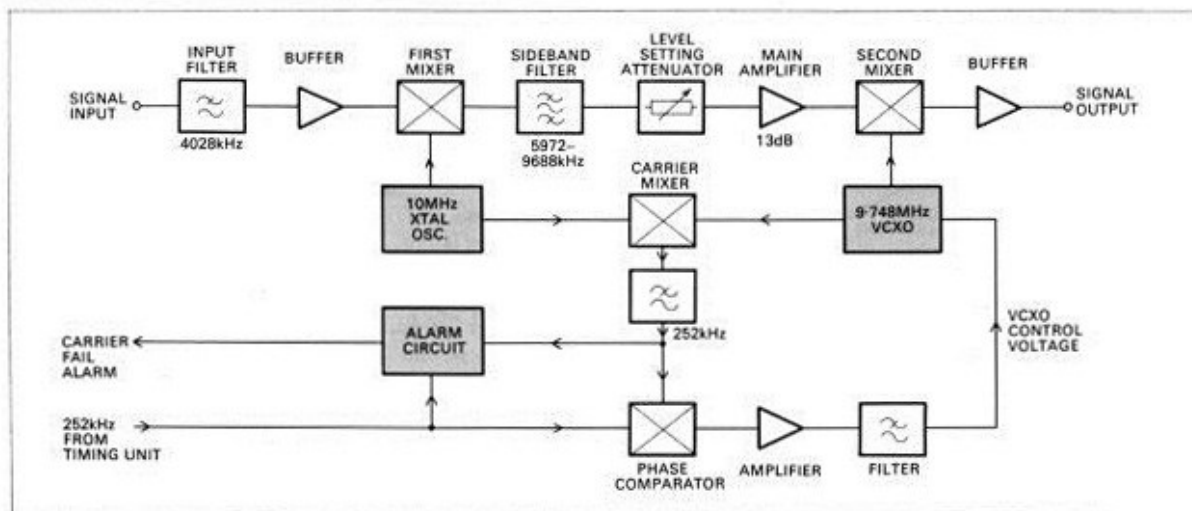 INPUT
FILTER
BUFFER
FIRST
MIXER
SIDEBAND
FILTER
LEVEL
SETTING
ATTENUATOR
MAIN
AMPLIFIER
SECOND
MIXER
BUFFER
SIGNAL
INPUT
SIGNAL
OUTPUT
4028kHz
5972–
9688kHz
13dB
CARRIER
MIXER
10MHz
XTAL
OSC.
9·748MHz
VCXO
252kHz
VCXO
CONTROL
VOLTAGE
CARRIER
FAIL
ALARM
ALARM
CIRCUIT
252kHz
FROM
TIMING UNIT
PHASE
COMPARATOR
AMPLIFIER
FILTER